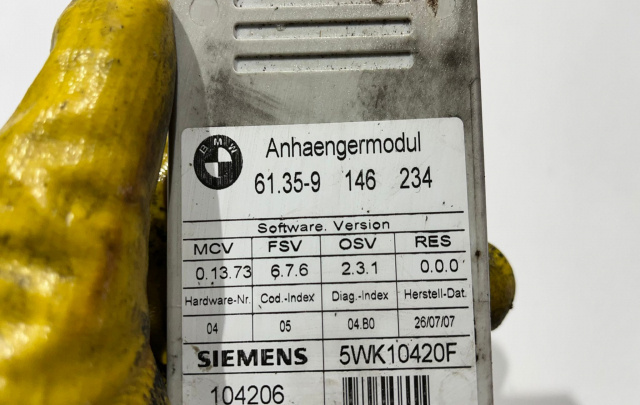 BMW
Anhaengermodul
61.35-9 146 234
Software. Version
MCV FSV OSV RES
0.13.73 6.7.6 2.3.1 0.0.0
Hardware-Nr. Cod.-Index Diag.-Index Herstell-Dat.
04 05 04.B0 26/07/07
SIEMENS 5WK10420F
104206